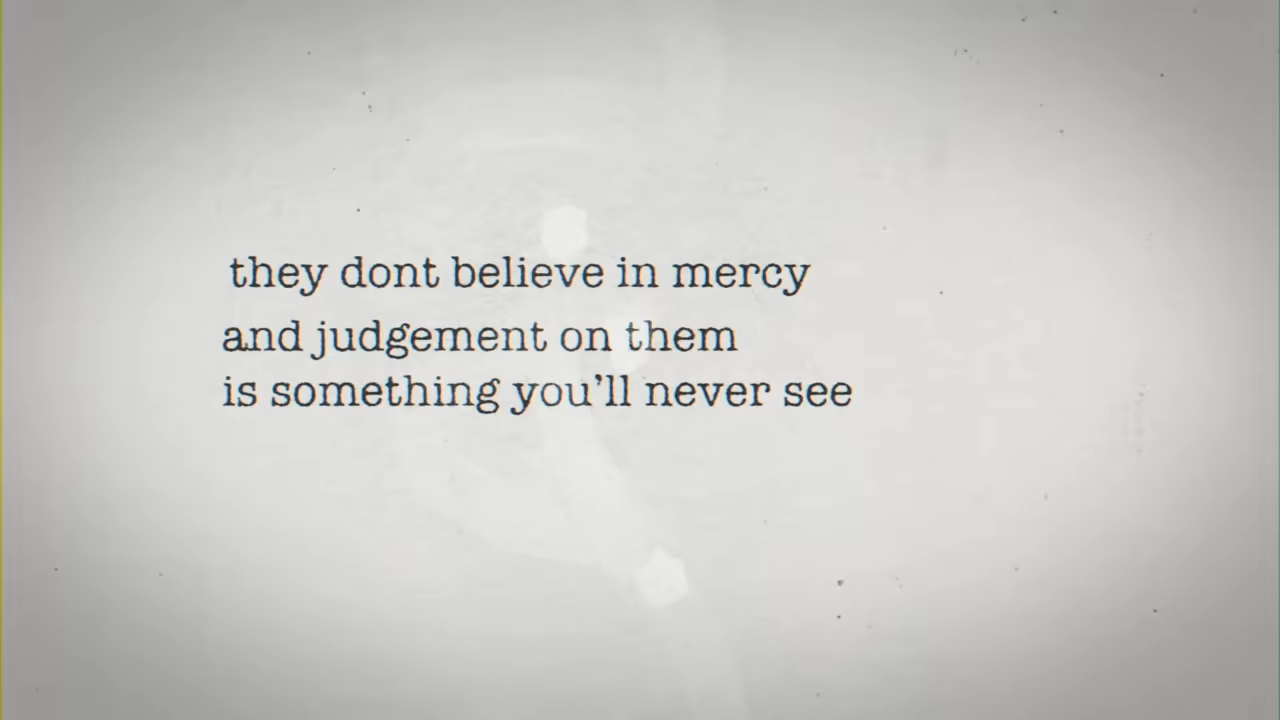 they dont believe in mercy
and judgement on them
is something you'll never see